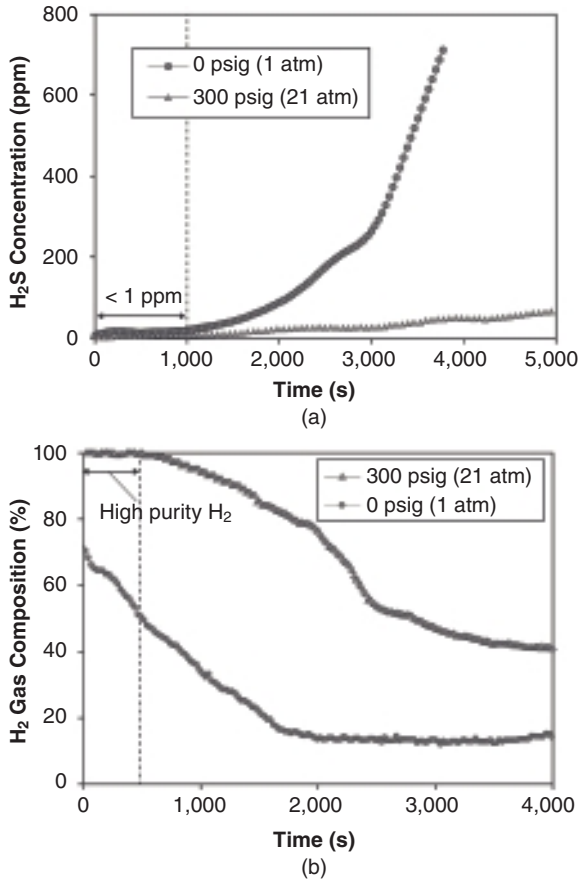 H₂S Concentration (ppm)
800
600
400
200
0
0 psig (1 atm)
300 psig (21 atm)
< 1 ppm
0 1,000 2,000 3,000 4,000 5,000
Time (s)
(a)
H₂ Gas Composition (%)
100
80
60
40
20
0
300 psig (21 atm)
0 psig (1 atm)
High purity H₂
0 1,000 2,000 3,000 4,000
Time (s)
(b)